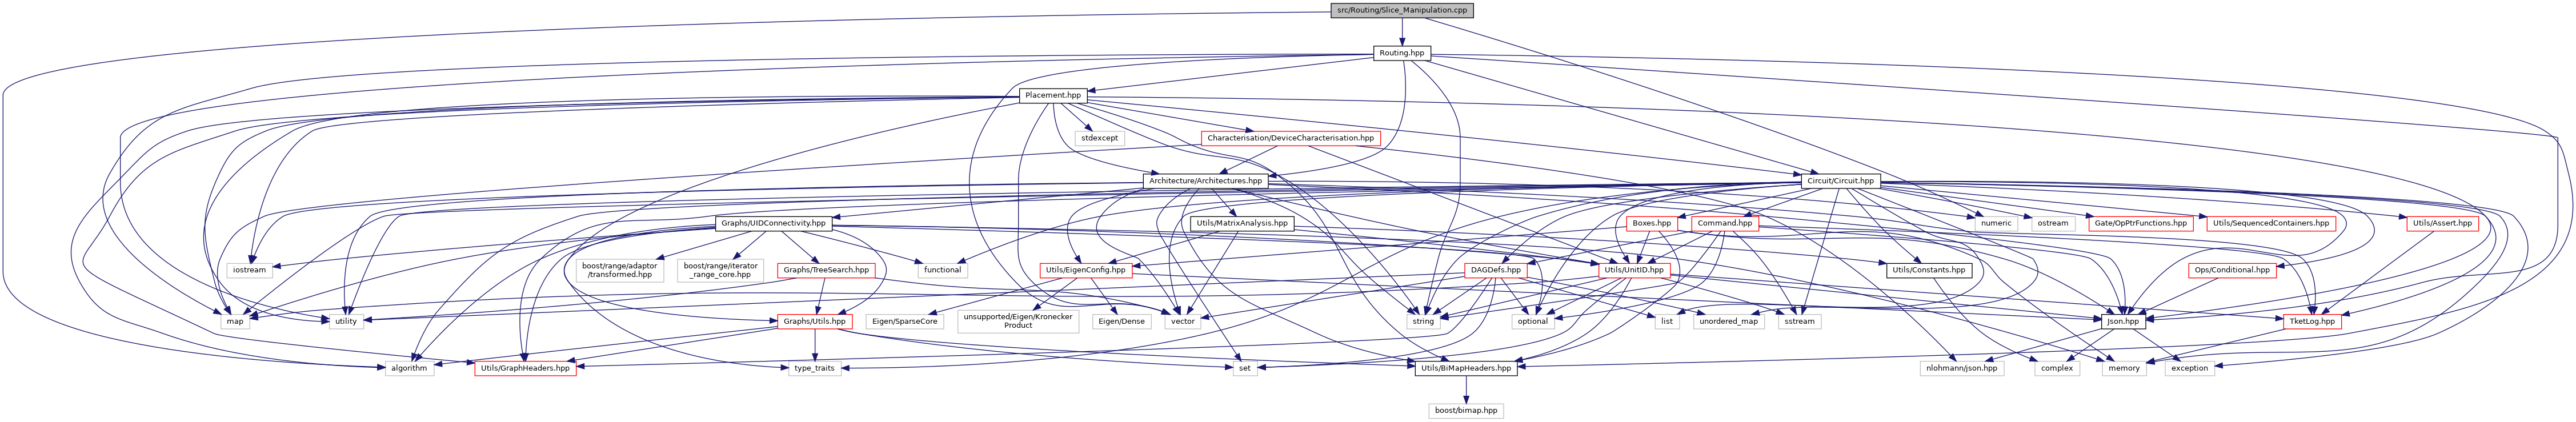 src/Routing/Slice_Manipulation.cpp
Routing.hpp
Placement.hpp
stdexcept
Characterisation/DeviceCharacterisation.hpp
Architecture/Architectures.hpp
Circuit/Circuit.hpp
Graphs/UIDConnectivity.hpp
Utils/MatrixAnalysis.hpp
Boxes.hpp
Command.hpp
numeric
ostream
Gate/OpPtrFunctions.hpp
Utils/SequencedContainers.hpp
Utils/Assert.hpp
iostream
boost/range/adaptor
/transformed.hpp
boost/range/iterator
_range_core.hpp
Graphs/TreeSearch.hpp
functional
Utils/EigenConfig.hpp
DAGDefs.hpp
Utils/UnitID.hpp
Utils/Constants.hpp
Ops/Conditional.hpp
map
utility
Graphs/Utils.hpp
Eigen/SparseCore
unsupported/Eigen/Kronecker
Product
Eigen/Dense
vector
string
optional
list
unordered_map
sstream
Json.hpp
TketLog.hpp
algorithm
Utils/GraphHeaders.hpp
type_traits
set
Utils/BiMapHeaders.hpp
nlohmann/json.hpp
complex
memory
exception
boost/bimap.hpp